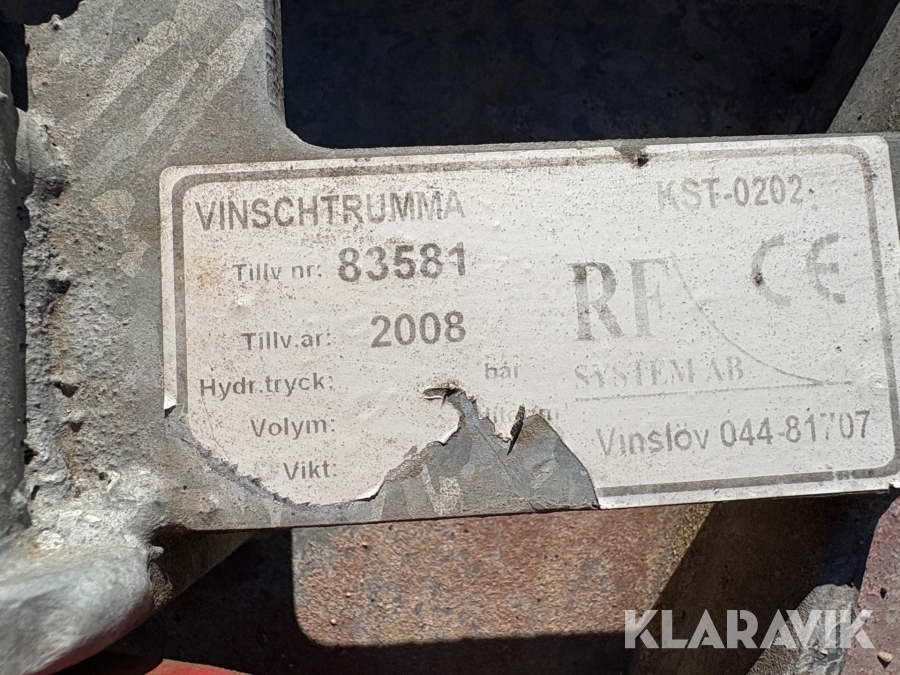 VINSCHTRUMMA KST-0202
Tillv nr: 83581
CE
RF
Tillv.år: 2008
SYSTEM AB
Hydr.tryck: bar
Volym:
Vinslöv 044-81707
Vikt:
KLARAVIK